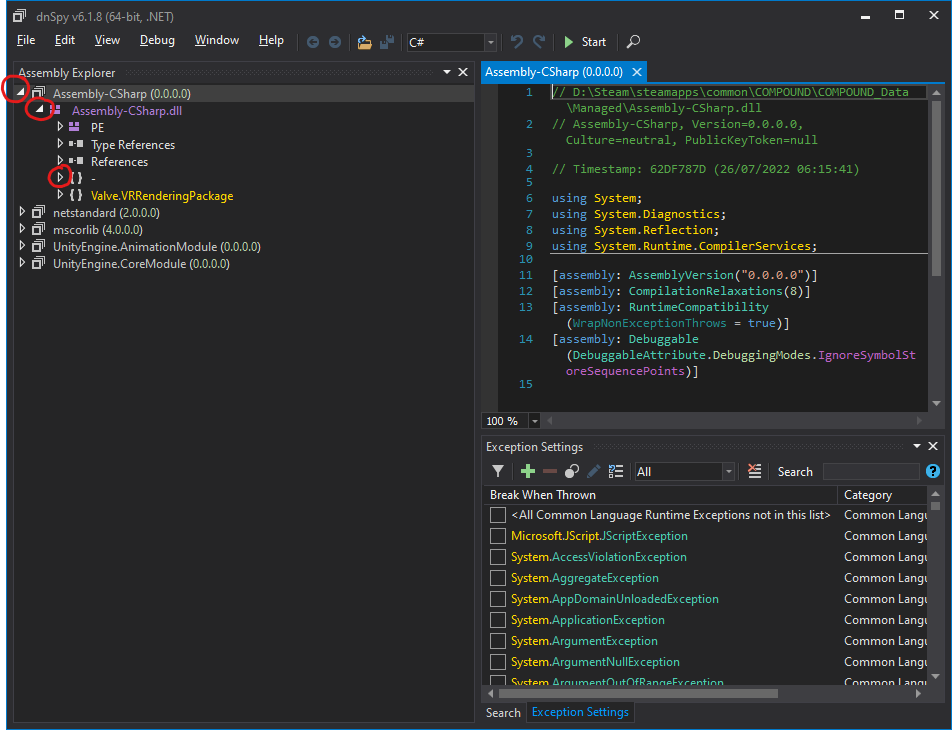 dnSpy v6.1.8 (64-bit, .NET)
File Edit View Debug Window Help C# Start
Assembly Explorer
Assembly-CSharp (0.0.0.0)
Assembly-CSharp.dll
PE
Type References
References
{ } -
{ } Valve.VRRenderingPackage
netstandard (2.0.0.0)
mscorlib (4.0.0.0)
UnityEngine.AnimationModule (0.0.0.0)
UnityEngine.CoreModule (0.0.0.0)
Assembly-CSharp (0.0.0.0)
1 // D:\Steam\steamapps\common\COMPOUND\COMPOUND_Data
\Managed\Assembly-CSharp.dll
2 // Assembly-CSharp, Version=0.0.0.0,
Culture=neutral, PublicKeyToken=null
3
4 // Timestamp: 62DF787D (26/07/2022 06:15:41)
5
6 using System;
7 using System.Diagnostics;
8 using System.Reflection;
9 using System.Runtime.CompilerServices;
10
11 [assembly: AssemblyVersion("0.0.0.0")]
12 [assembly: CompilationRelaxations(8)]
13 [assembly: RuntimeCompatibility
(WrapNonExceptionThrows = true)]
14 [assembly: Debuggable
(DebuggableAttribute.DebuggingModes.IgnoreSymbolSt
oreSequencePoints)]
15
100 %
Exception Settings
All Search
Break When Thrown Category
<All Common Language Runtime Exceptions not in this list> Common Langu
Microsoft.JScript.JScriptException Common Langu
System.AccessViolationException Common Langu
System.AggregateException Common Langu
System.AppDomainUnloadedException Common Langu
System.ApplicationException Common Langu
System.ArgumentException Common Langu
System.ArgumentNullException Common Langu
System.ArgumentOutOfRangeException Common Langu
Search Exception Settings